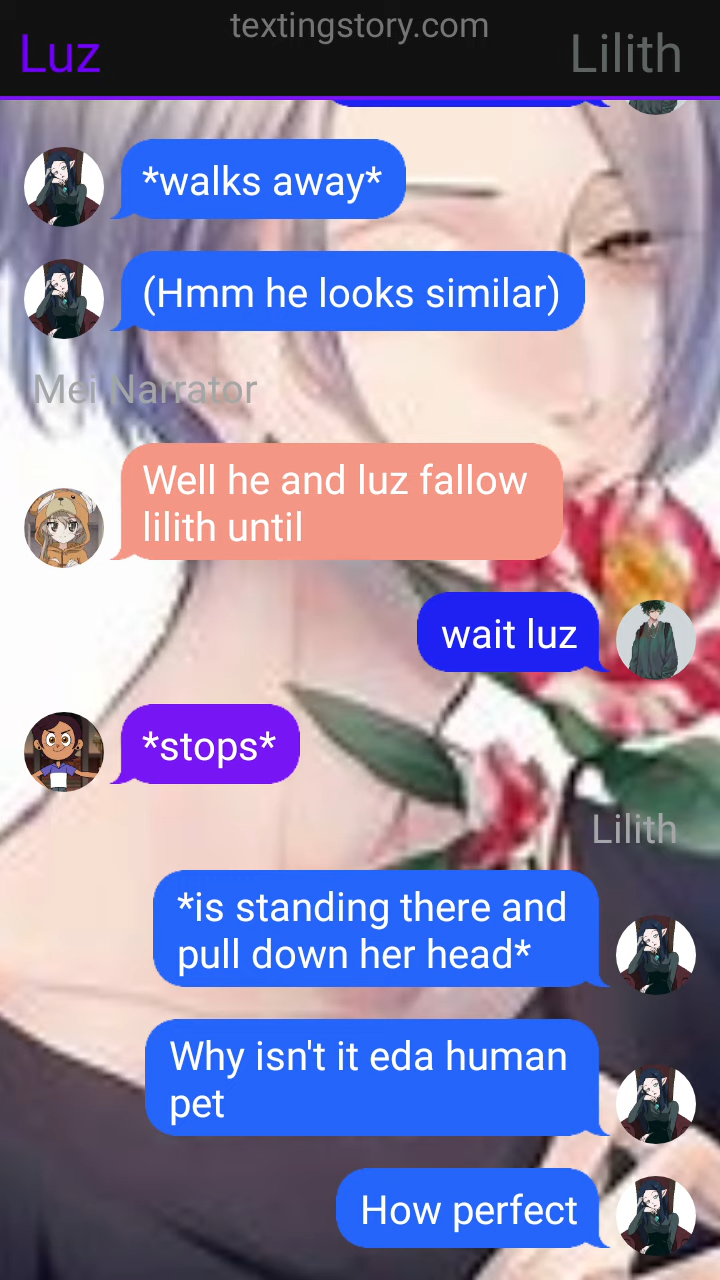 textingstory.com
Luz
Lilith
*walks away*
(Hmm he looks similar)
Mei Narrator
Well he and luz fallow
lilith until
wait luz
*stops*
Lilith
*is standing there and
pull down her head*
Why isn't it eda human
pet
How perfect